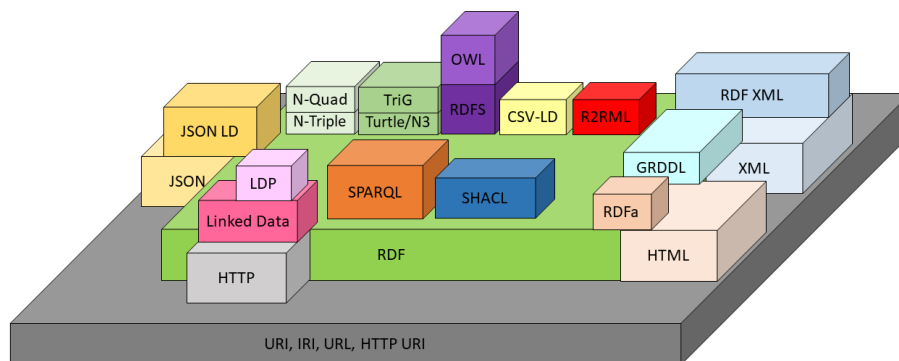 OWL
N-Quad
TriG
RDFS
RDF XML
N-Triple
Turtle/N3
CSV-LD
R2RML
JSON LD
JSON
GRDDL
XML
LDP
SPARQL
SHACL
RDFa
Linked Data
RDF
HTML
HTTP
URI, IRI, URL, HTTP URI